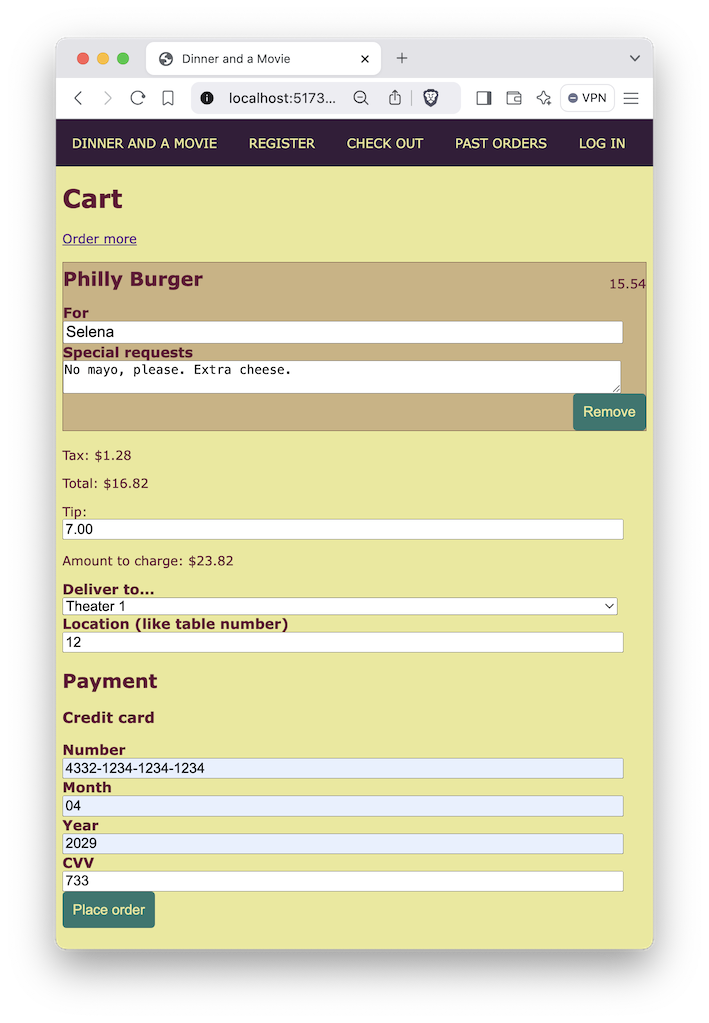 Dinner and a Movie
localhost:5173...
VPN
DINNER AND A MOVIE REGISTER CHECK OUT PAST ORDERS LOG IN
Cart
Order more
Philly Burger 15.54
For
Selena
Special requests
No mayo, please. Extra cheese.
Remove
Tax: $1.28
Total: $16.82
Tip:
7.00
Amount to charge: $23.82
Deliver to...
Theater 1
Location (like table number)
12
Payment
Credit card
Number
4332-1234-1234-1234
Month
04
Year
2029
CVV
733
Place order